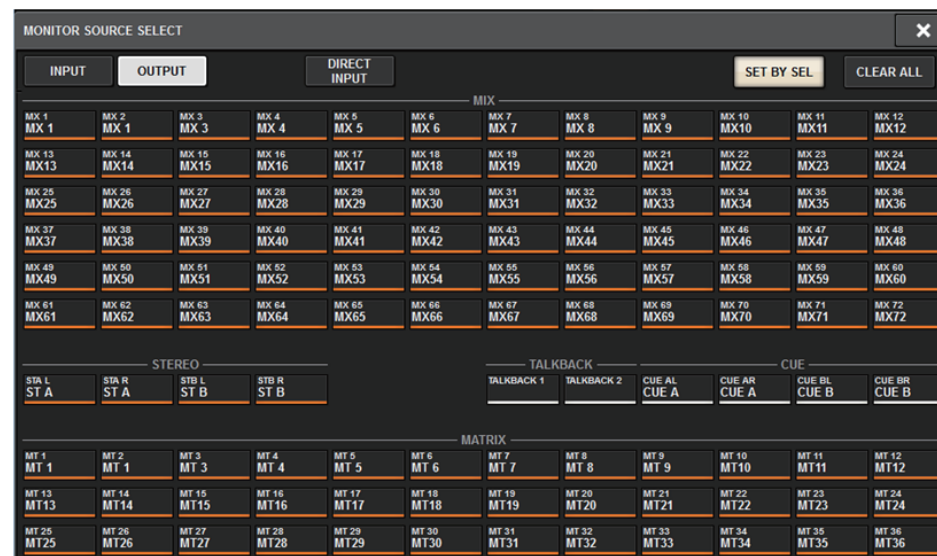 MONITOR SOURCE SELECT ×
INPUT OUTPUT DIRECT INPUT SET BY SEL CLEAR ALL
MIX
MX 1 MX 2 MX 3 MX 4 MX 5 MX 6 MX 7 MX 8 MX 9 MX 10 MX 11 MX 12
MX 1 MX 1 MX 3 MX 4 MX 5 MX 6 MX 7 MX 8 MX 9 MX10 MX11 MX12
MX 13 MX 14 MX 15 MX 16 MX 17 MX 18 MX 19 MX 20 MX 21 MX 22 MX 23 MX 24
MX13 MX14 MX15 MX16 MX17 MX18 MX19 MX20 MX21 MX22 MX23 MX24
MX 25 MX 26 MX 27 MX 28 MX 29 MX 30 MX 31 MX 32 MX 33 MX 34 MX 35 MX 36
MX25 MX26 MX27 MX28 MX29 MX30 MX31 MX32 MX33 MX34 MX35 MX36
MX 37 MX 38 MX 39 MX 40 MX 41 MX 42 MX 43 MX 44 MX 45 MX 46 MX 47 MX 48
MX37 MX38 MX39 MX40 MX41 MX42 MX43 MX44 MX45 MX46 MX47 MX48
MX 49 MX 50 MX 51 MX 52 MX 53 MX 54 MX 55 MX 56 MX 57 MX 58 MX 59 MX 60
MX49 MX50 MX51 MX52 MX53 MX54 MX55 MX56 MX57 MX58 MX59 MX60
MX 61 MX 62 MX 63 MX 64 MX 65 MX 66 MX 67 MX 68 MX 69 MX 70 MX 71 MX 72
MX61 MX62 MX63 MX64 MX65 MX66 MX67 MX68 MX69 MX70 MX71 MX72
STEREO TALKBACK CUE
STA L STA R STB L STB R TALKBACK 1 TALKBACK 2 CUE AL CUE AR CUE BL CUE BR
ST A ST A ST B ST B CUE A CUE A CUE B CUE B
MATRIX
MT 1 MT 2 MT 3 MT 4 MT 5 MT 6 MT 7 MT 8 MT 9 MT 10 MT 11 MT 12
MT 1 MT 1 MT 3 MT 4 MT 5 MT 6 MT 7 MT 8 MT 9 MT10 MT11 MT12
MT 13 MT 14 MT 15 MT 16 MT 17 MT 18 MT 19 MT 20 MT 21 MT 22 MT 23 MT 24
MT13 MT14 MT15 MT16 MT17 MT18 MT19 MT20 MT21 MT22 MT23 MT24
MT 25 MT 26 MT 27 MT 28 MT 29 MT 30 MT 31 MT 32 MT 33 MT 34 MT 35 MT 36
MT25 MT26 MT27 MT28 MT29 MT30 MT31 MT32 MT33 MT34 MT35 MT36